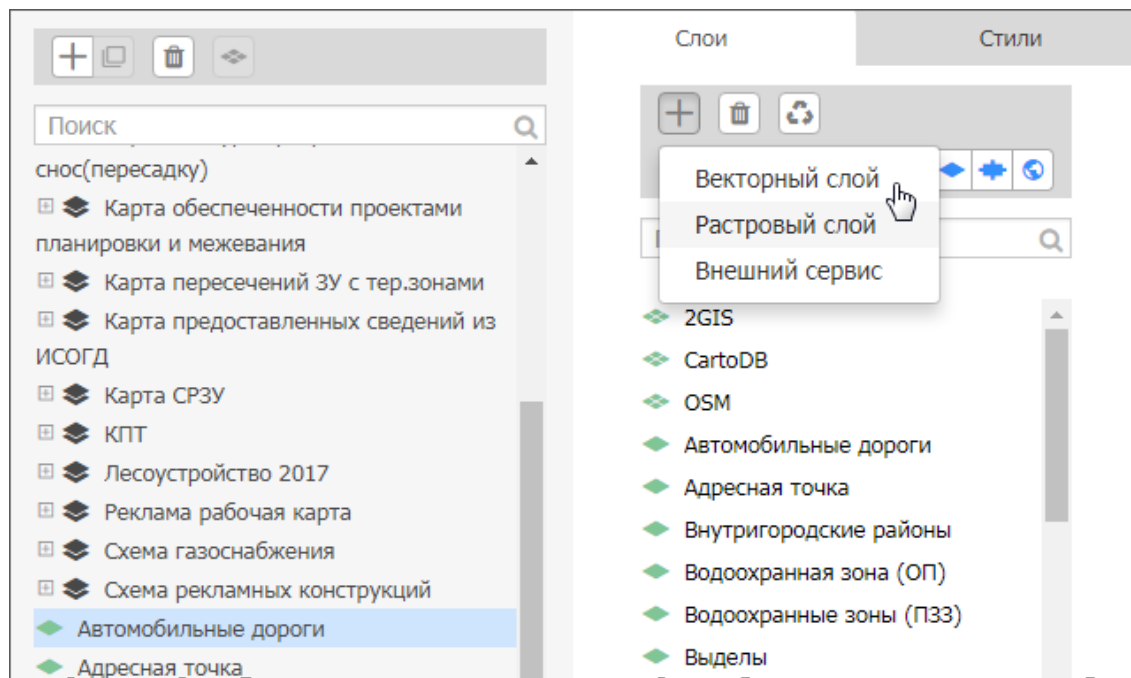 Слои
Стили
Поиск
снос(пересадку)
Карта обеспеченности проектами
планировки и межевания
Карта пересечений ЗУ с тер.зонами
Карта предоставленных сведений из
ИСОГД
Карта СРЗУ
КПТ
Лесоустройство 2017
Реклама рабочая карта
Схема газоснабжения
Схема рекламных конструкций
Автомобильные дороги
Адресная точка
Векторный слой
Растровый слой
Внешний сервис
2GIS
CartoDB
OSM
Автомобильные дороги
Адресная точка
Внутригородские районы
Водоохранная зона (ОП)
Водоохранные зоны (ПЗЗ)
Выделы